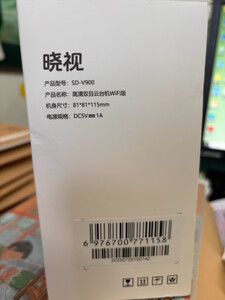 晓视
产品型号：SD-V900
产品名称：高清双目云台机WiFi版
机身尺寸：81*81*115mm
电源规格：DC5V⎓1A
6 976700 771158